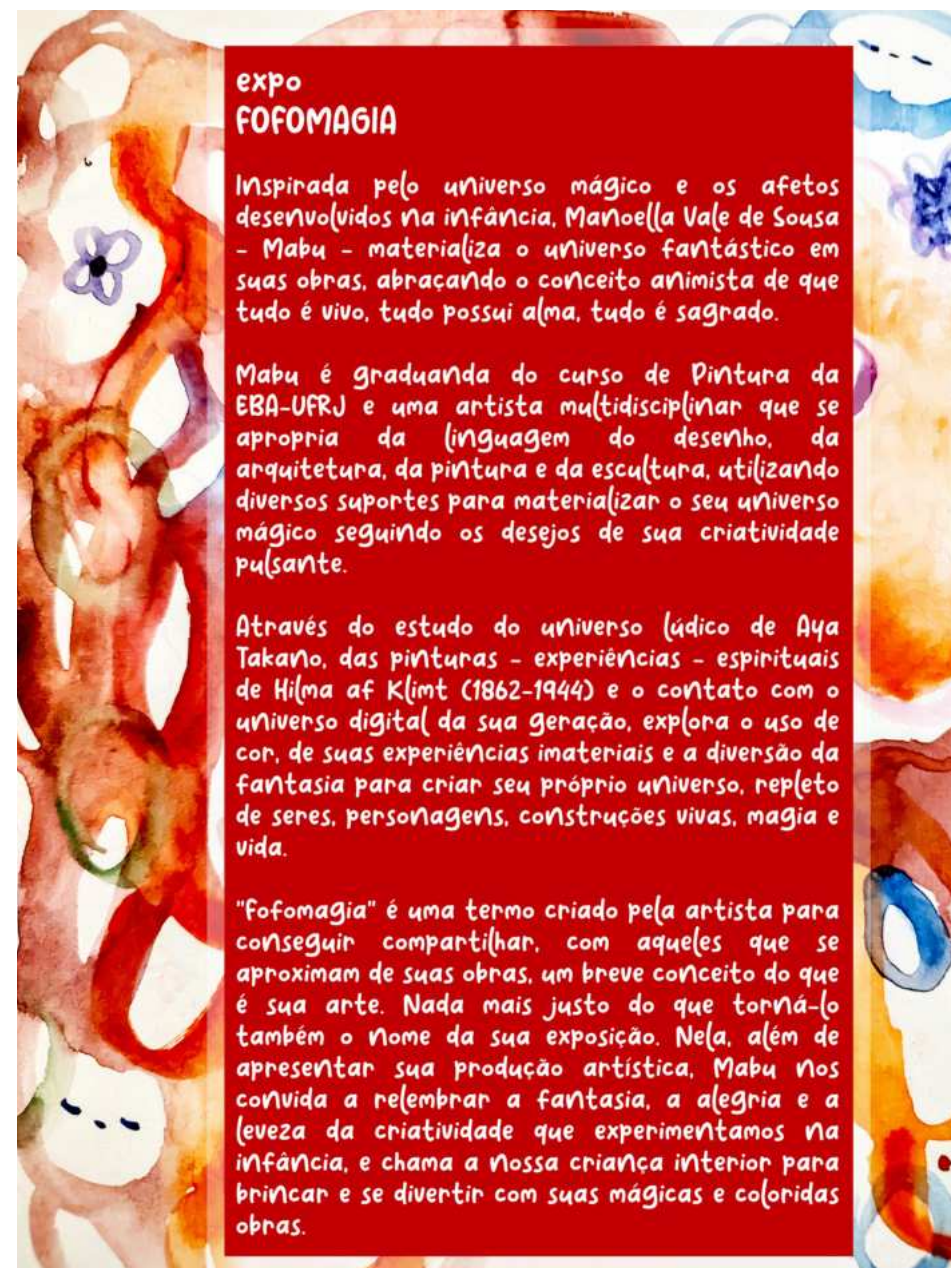 expo
FOFOMAGIA
Inspirada pelo universo mágico e os afetos
desenvolvidos na infância, Manoella Vale de Sousa
- Mabu - materializa o universo fantástico em
suas obras, abraçando o conceito animista de que
tudo é vivo, tudo possui alma, tudo é sagrado.
Mabu é graduanda do curso de Pintura da
EBA-UFRJ e uma artista multidisciplinar que se
apropria da linguagem do desenho, da
arquitetura, da pintura e da escultura, utilizando
diversos suportes para materializar o seu universo
mágico seguindo os desejos de sua criatividade
pulsante.
Através do estudo do universo lúdico de Aya
Takano, das pinturas - experiências - espirituais
de Hilma af Klimt (1862-1944) e o contato com o
universo digital da sua geração, explora o uso de
cor, de suas experiências imateriais e a diversão da
fantasia para criar seu próprio universo, repleto
de seres, personagens, construções vivas, magia e
vida.
"Fofomagia" é uma termo criado pela artista para
conseguir compartilhar, com aqueles que se
aproximam de suas obras, um breve conceito do que
é sua arte. Nada mais justo do que torná-lo
também o nome da sua exposição. Nela, além de
apresentar sua produção artística, Mabu nos
convida a relembrar a fantasia, a alegria e a
leveza da criatividade que experimentamos na
infância, e chama a nossa criança interior para
brincar e se divertir com suas mágicas e coloridas
obras.